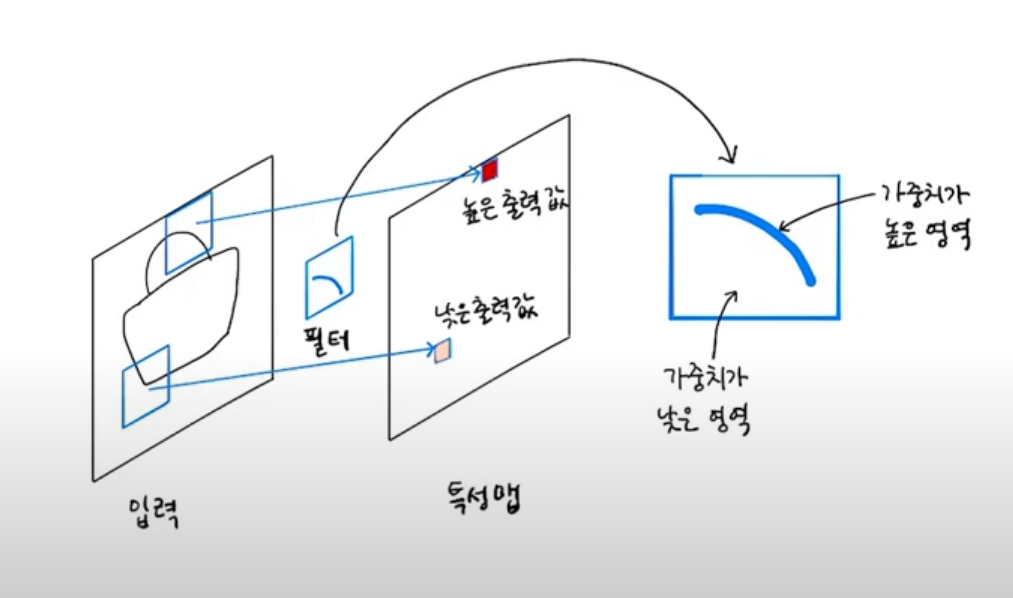 높은 출력값
가중치가
높은 영역
낮은출력값
필터
가중치가
낮은 영역
입력
특성맵